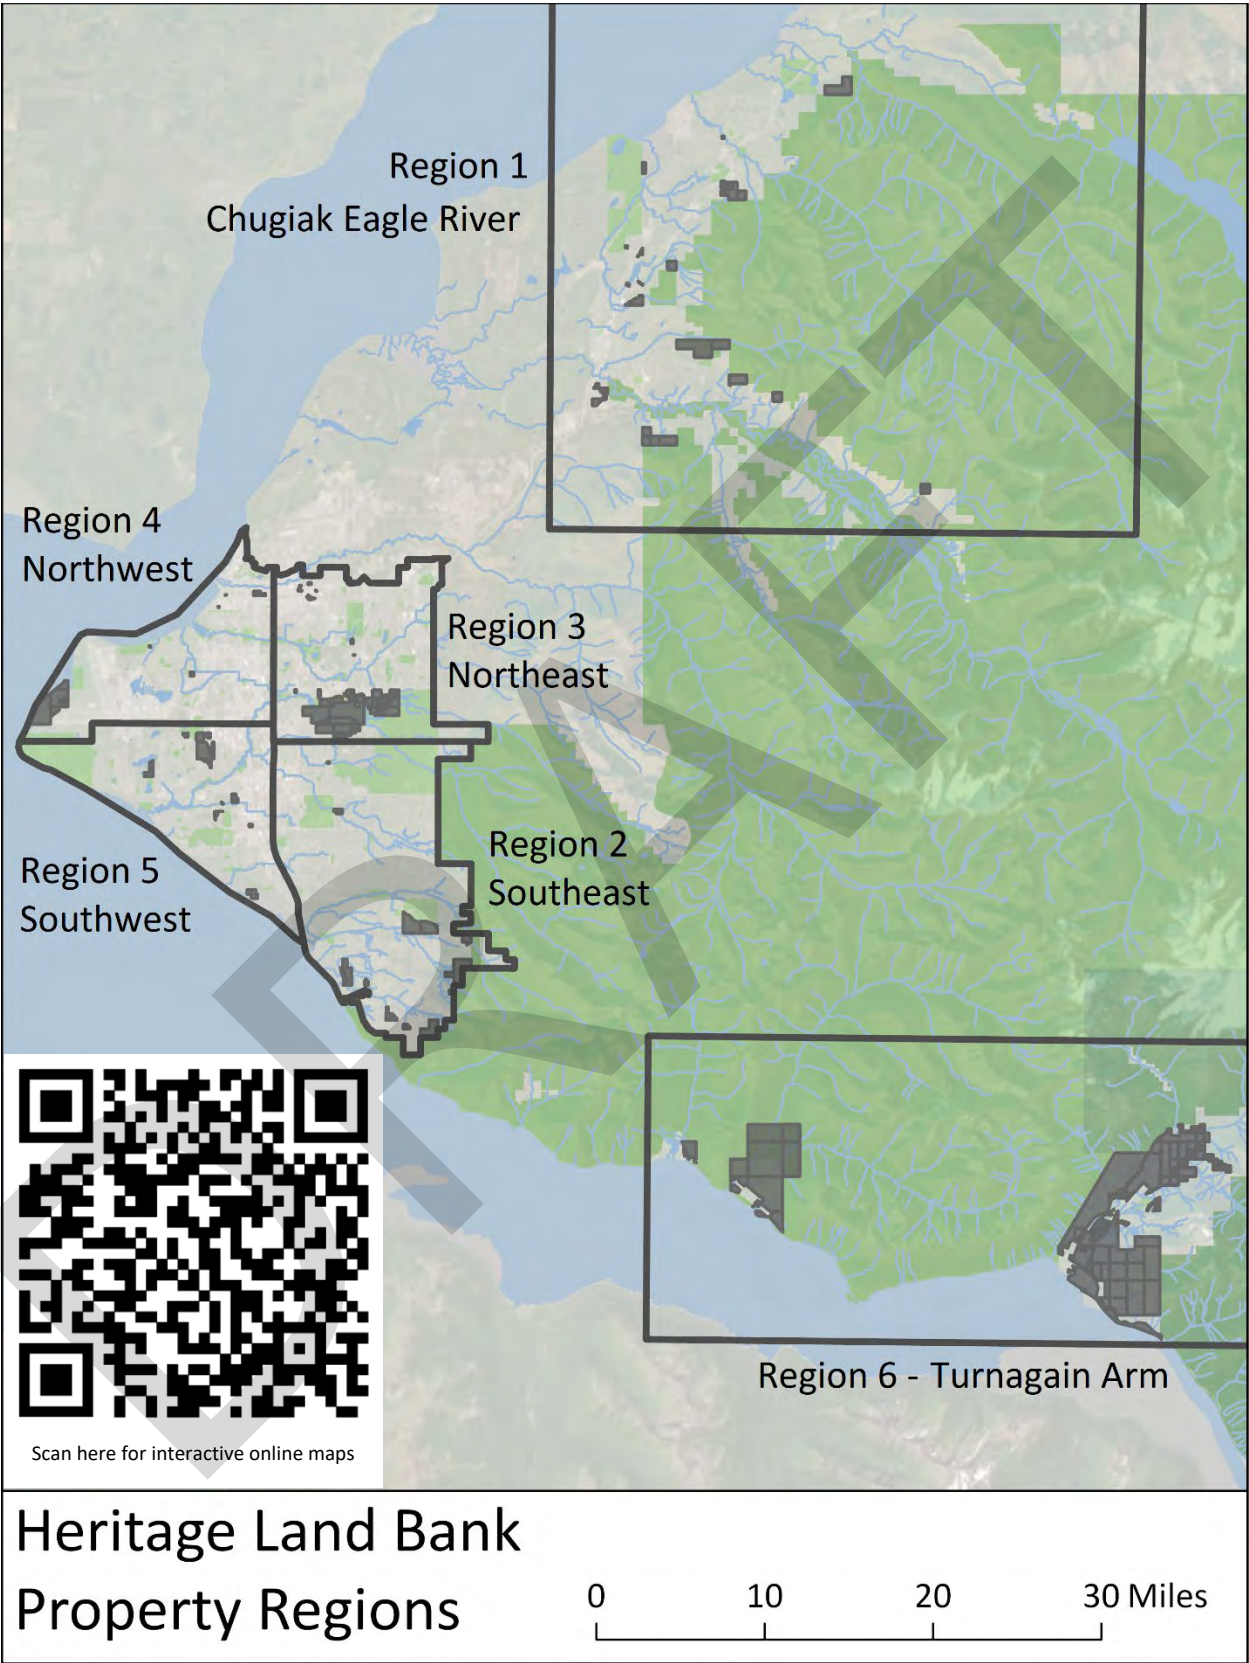 Region 1
Chugiak Eagle River
Region 4
Northwest
Region 3
Northeast
Region 2
Southeast
Region 5
Southwest
DRAFT
Region 6 - Turnagain Arm
Scan here for interactive online maps
Heritage Land Bank
Property Regions
0 10 20 30 Miles